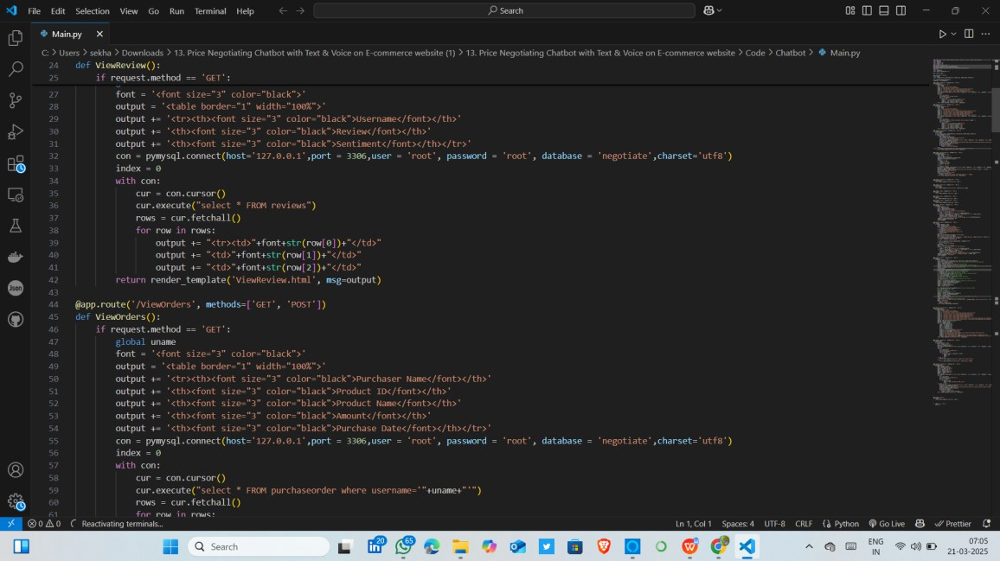 File Edit Selection View Go Run Terminal Help
Search
Main.py
C: > Users > sekha > Downloads > 13. Price Negotiating Chatbot with Text & Voice on E-commerce website (1) > 13. Price Negotiating Chatbot with Text & Voice on E-commerce website > Code > Chatbot > Main.py
24 def ViewReview():
25 if request.method == 'GET':
27 font = '<font size="3" color="black">'
28 output = '<table border="1" width="100%">'
29 output += '<tr><th><font size="3" color="black">Username</font></th>'
30 output += '<th><font size="3" color="black">Review</font></th>'
31 output += '<th><font size="3" color="black">Sentiment</font></th></tr>'
32 con = pymysql.connect(host='127.0.0.1',port = 3306,user = 'root', password = 'root', database = 'negotiate',charset='utf8')
33 index = 0
34 with con:
35 cur = con.cursor()
36 cur.execute("select * FROM reviews")
37 rows = cur.fetchall()
38 for row in rows:
39 output += "<tr><td>"+font+str(row[0])+"</td>"
40 output += "<td>"+font+str(row[1])+"</td>"
41 output += "<td>"+font+str(row[2])+"</td>"
42 return render_template('ViewReview.html', msg=output)
43
44 @app.route('/ViewOrders', methods=['GET', 'POST'])
45 def ViewOrders():
46 if request.method == 'GET':
47 global uname
48 font = '<font size="3" color="black">'
49 output = '<table border="1" width="100%">'
50 output += '<tr><th><font size="3" color="black">Purchaser Name</font></th>'
51 output += '<th><font size="3" color="black">Product ID</font></th>'
52 output += '<th><font size="3" color="black">Product Name</font></th>'
53 output += '<th><font size="3" color="black">Amount</font></th>'
54 output += '<th><font size="3" color="black">Purchase Date</font></th></tr>'
55 con = pymysql.connect(host='127.0.0.1',port = 3306,user = 'root', password = 'root', database = 'negotiate',charset='utf8')
56 index = 0
57 with con:
58 cur = con.cursor()
59 cur.execute("select * FROM purchaseorder where username='"+uname+"'")
60 rows = cur.fetchall()
61 for row in rows:
Json
0 0 Reactivating terminals... Ln 1, Col 1 Spaces: 4 UTF-8 CRLF Python Go Live Prettier
Search
20
65
ENG
IN
07:05
21-03-2025